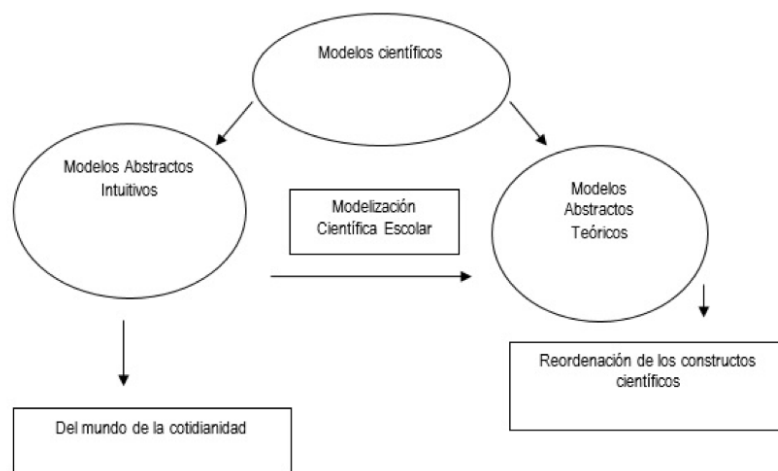 Modelos científicos
Modelos Abstractos
Intuitivos
Modelización
Científica Escolar
Modelos
Abstractos
Teóricos
Reordenación de los constructos
científicos
Del mundo de la cotidianidad